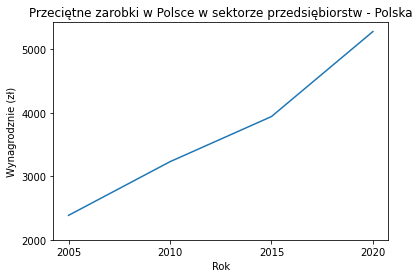 Przeciętne zarobki w Polsce w sektorze przedsiębiorstw - Polska
5000
4000
3000
2000
Wynagrodznie (zł)
2005 2010 2015 2020
Rok